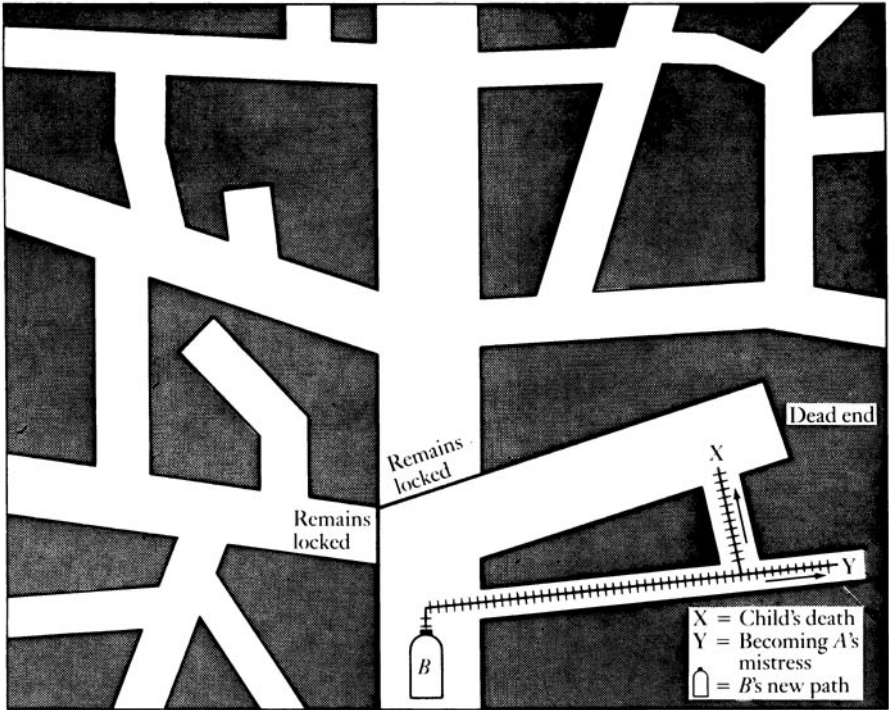 Dead end
Remains
locked
X
Remains
locked
Y
B
X = Child's death
Y = Becoming A's
mistress
= B's new path